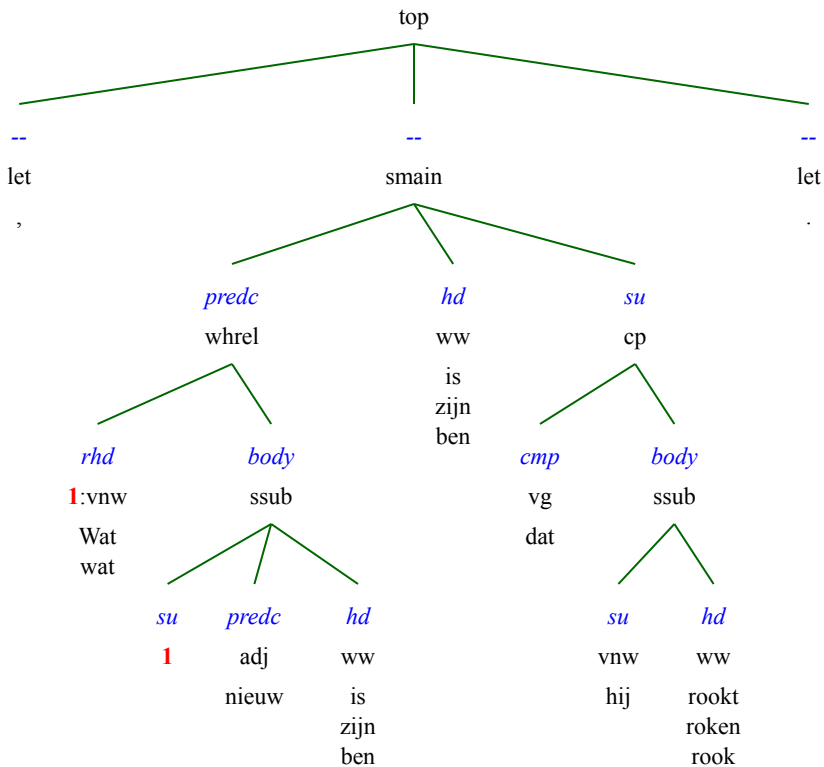 top
-- -- --
let smain let
, .
predc hd su
whrel ww cp
is
zijn
ben
rhd body cmp body
1:vnw ssub vg ssub
Wat dat
wat
su predc hd su hd
1 adj ww vnw ww
nieuw is hij rookt
zijn roken
ben rook